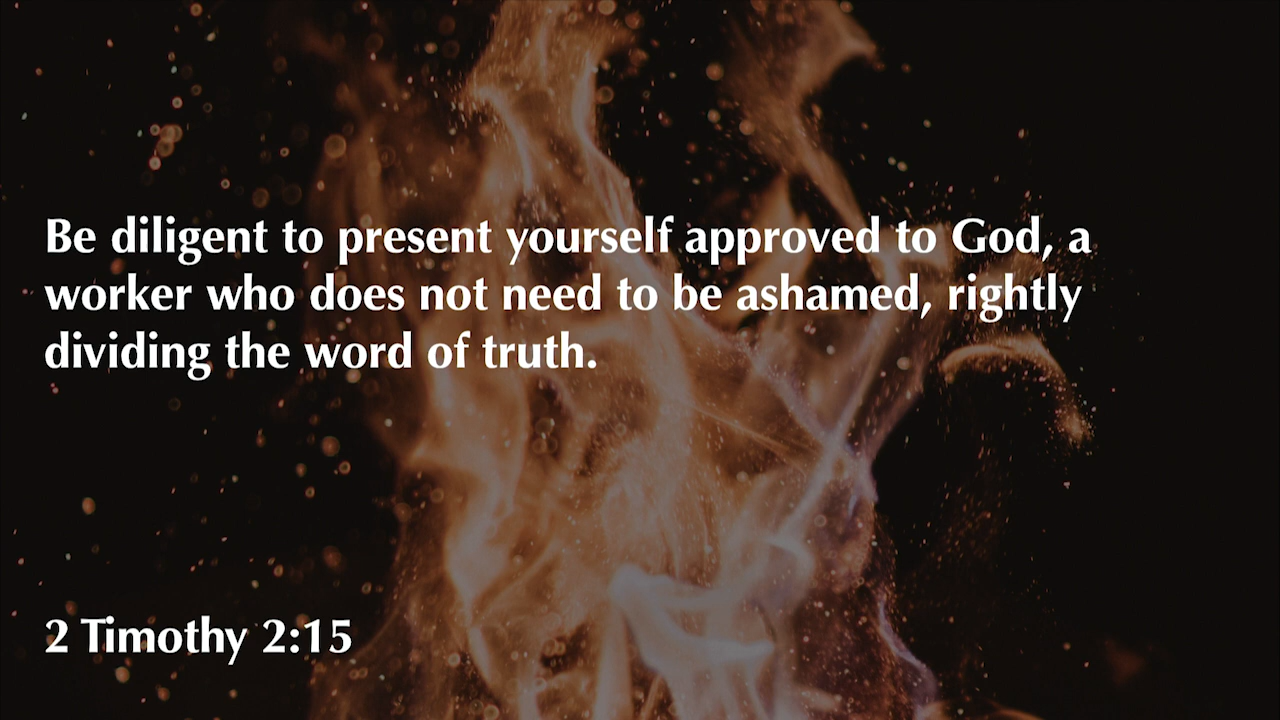 Be diligent to present yourself approved to God, a
worker who does not need to be ashamed, rightly
dividing the word of truth.
2 Timothy 2:15